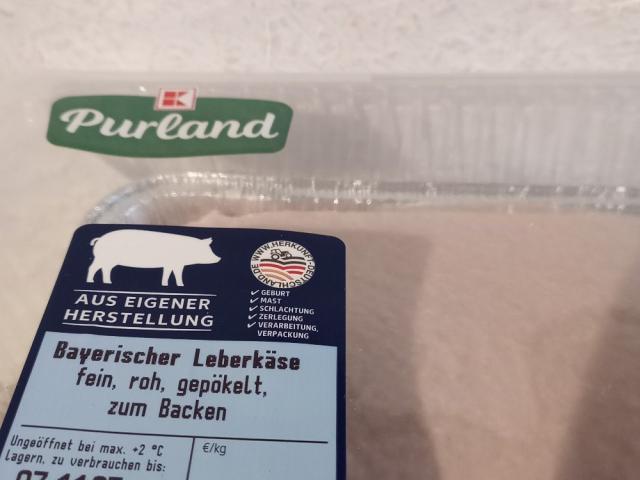 Purland
WWW.HERKUNFT-DEUTSCHLAND.DE
AUS EIGENER
HERSTELLUNG
GEBURT
MAST
SCHLACHTUNG
ZERLEGUNG
VERARBEITUNG,
VERPACKUNG
Bayerischer Leberkäse
fein, roh, gepökelt,
zum Backen
Ungeöffnet bei max. +2 °C
Lagern, zu verbrauchen bis:
€/kg